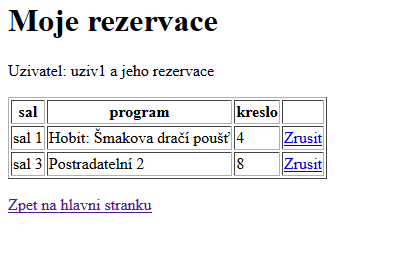 Moje rezervace
Uzivatel: uziv1 a jeho rezervace
sal program kreslo
sal 1 Hobit: Šmakova dračí poušť 4 Zrusit
sal 3 Postradatelní 2 8 Zrusit
Zpet na hlavni stranku